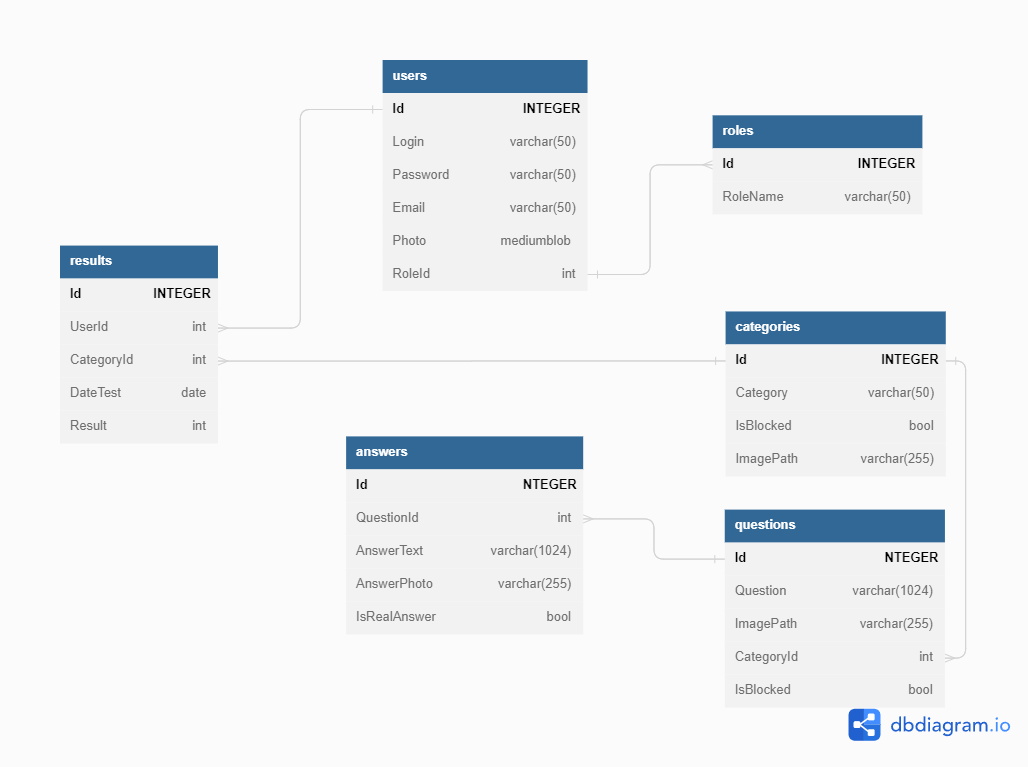 users
Id INTEGER
Login varchar(50)
Password varchar(50)
Email varchar(50)
Photo mediumblob
RoleId int
roles
Id INTEGER
RoleName varchar(50)
results
Id INTEGER
UserId int
CategoryId int
DateTest date
Result int
categories
Id INTEGER
Category varchar(50)
IsBlocked bool
ImagePath varchar(255)
answers
Id NTEGER
QuestionId int
AnswerText varchar(1024)
AnswerPhoto varchar(255)
IsRealAnswer bool
questions
Id NTEGER
Question varchar(1024)
ImagePath varchar(255)
CategoryId int
IsBlocked bool
dbdiagram.io